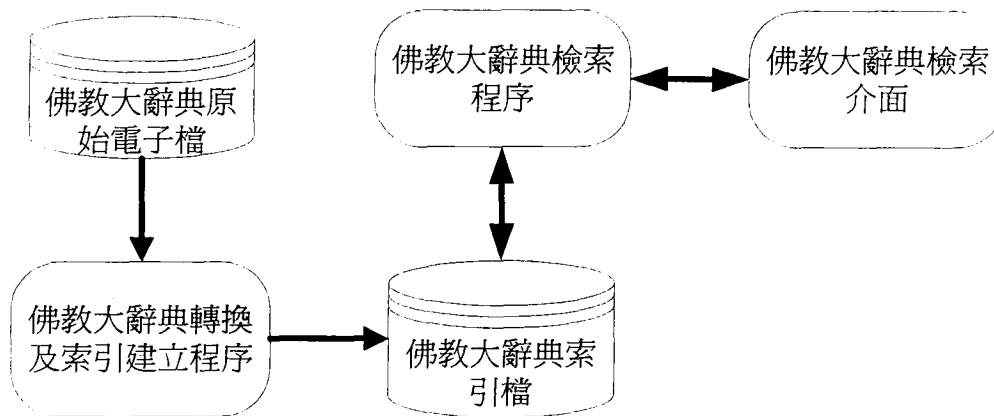 佛教大辭典原
始電子檔
佛教大辭典檢索
程序
佛教大辭典檢索
介面
佛教大辭典轉換
及索引建立程序
佛教大辭典索
引檔